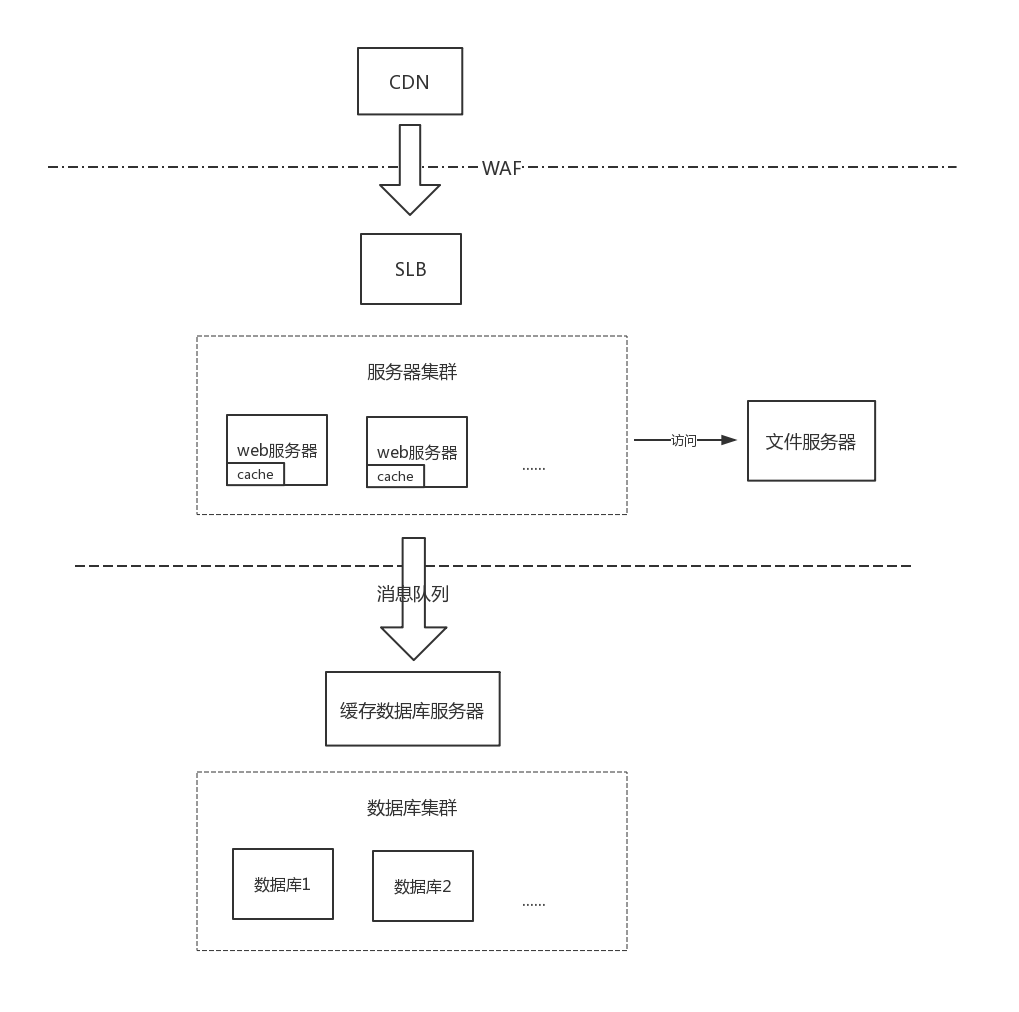 CDN
WAF
SLB
服务器集群
web服务器
cache
web服务器
cache
......
访问
文件服务器
消息队列
缓存数据库服务器
数据库集群
数据库1
数据库2
......